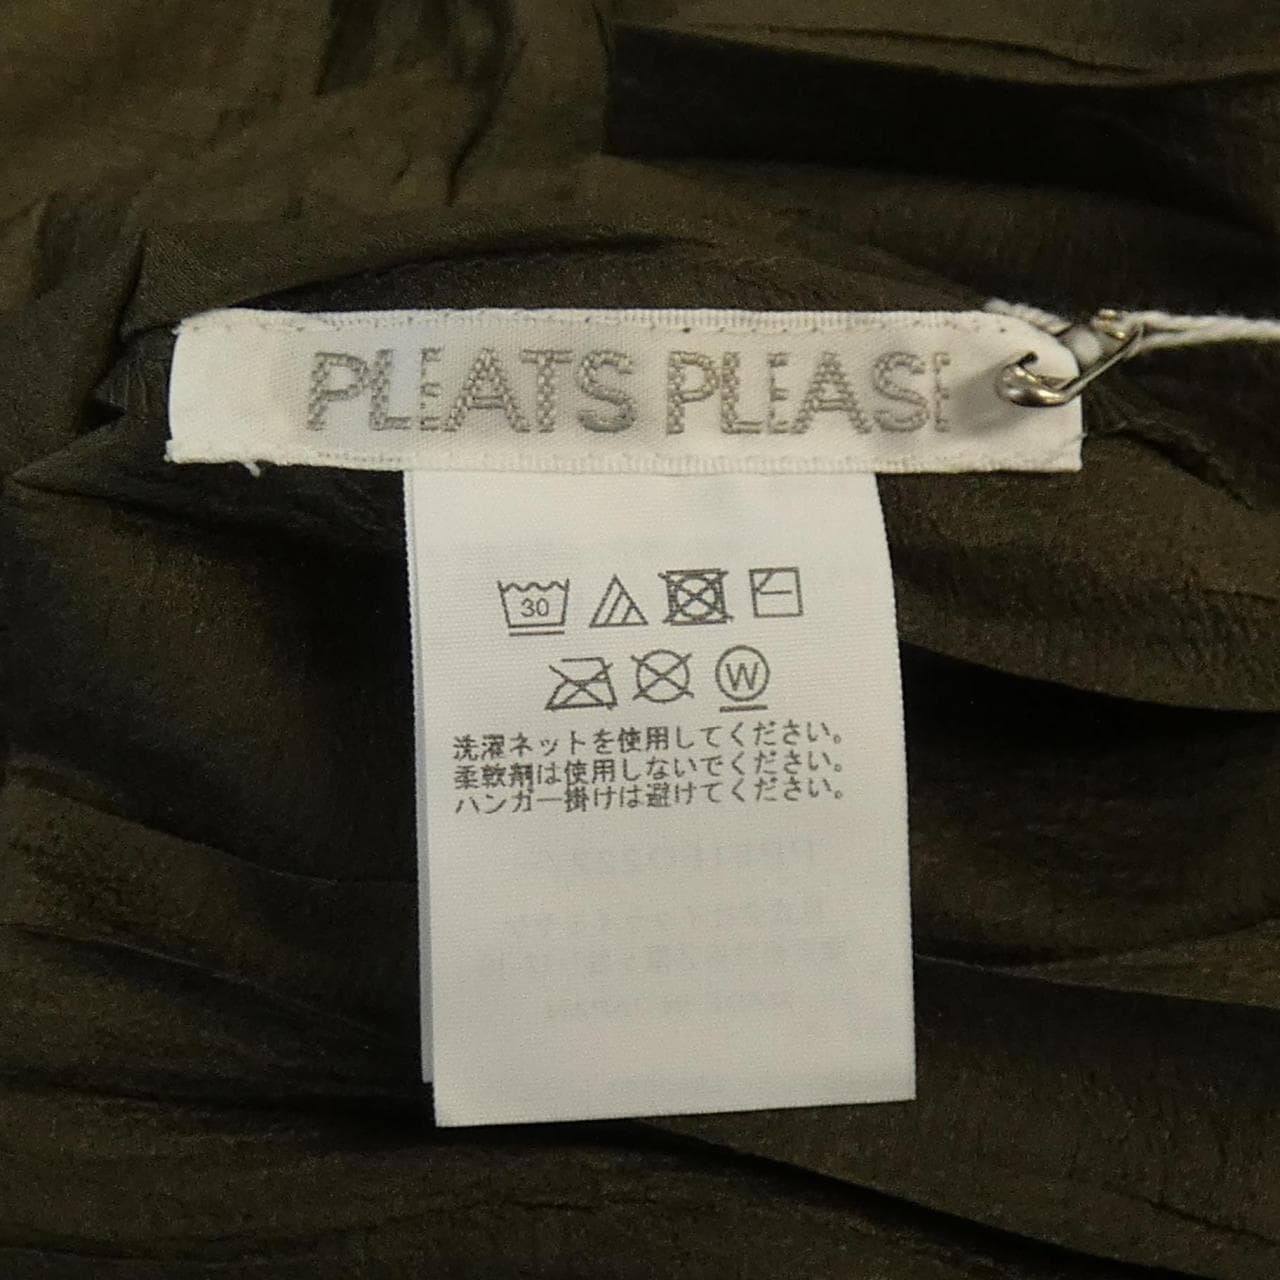 PLEATS PLEASE
30
W
洗濯ネットを使用してください。
柔軟剤は使用しないでください。
ハンガー掛けは避けてください。